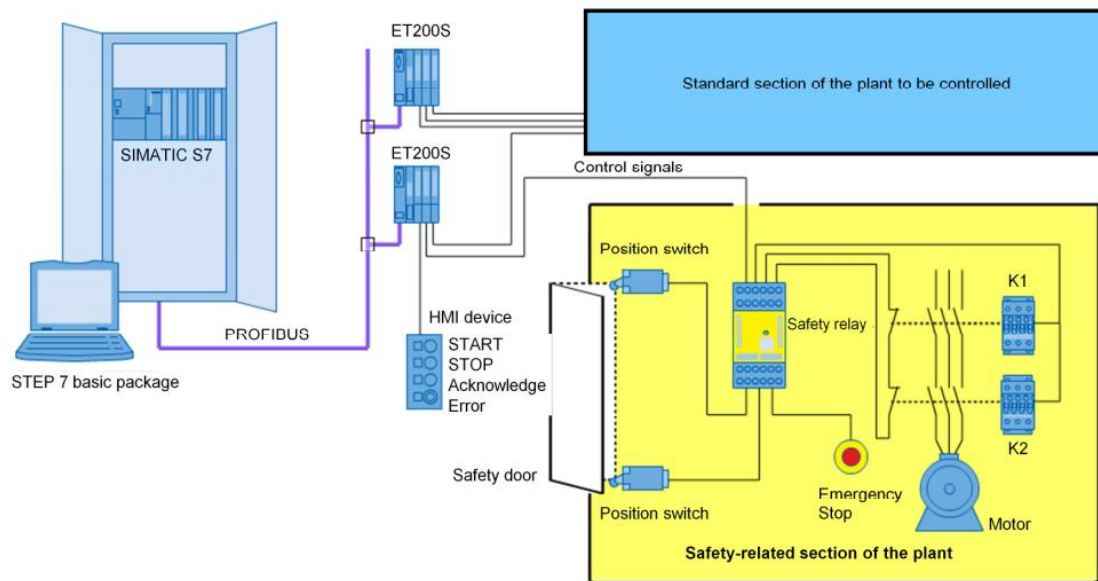 ET200S
Standard section of the plant to be controlled
SIMATIC S7
ET200S
Control signals
Position switch
K1
HMI device
PROFIBUS
START
STOP
Acknowledge
Error
Safety relay
STEP 7 basic package
K2
Safety door
Position switch
Emergency
Stop
Motor
Safety-related section of the plant